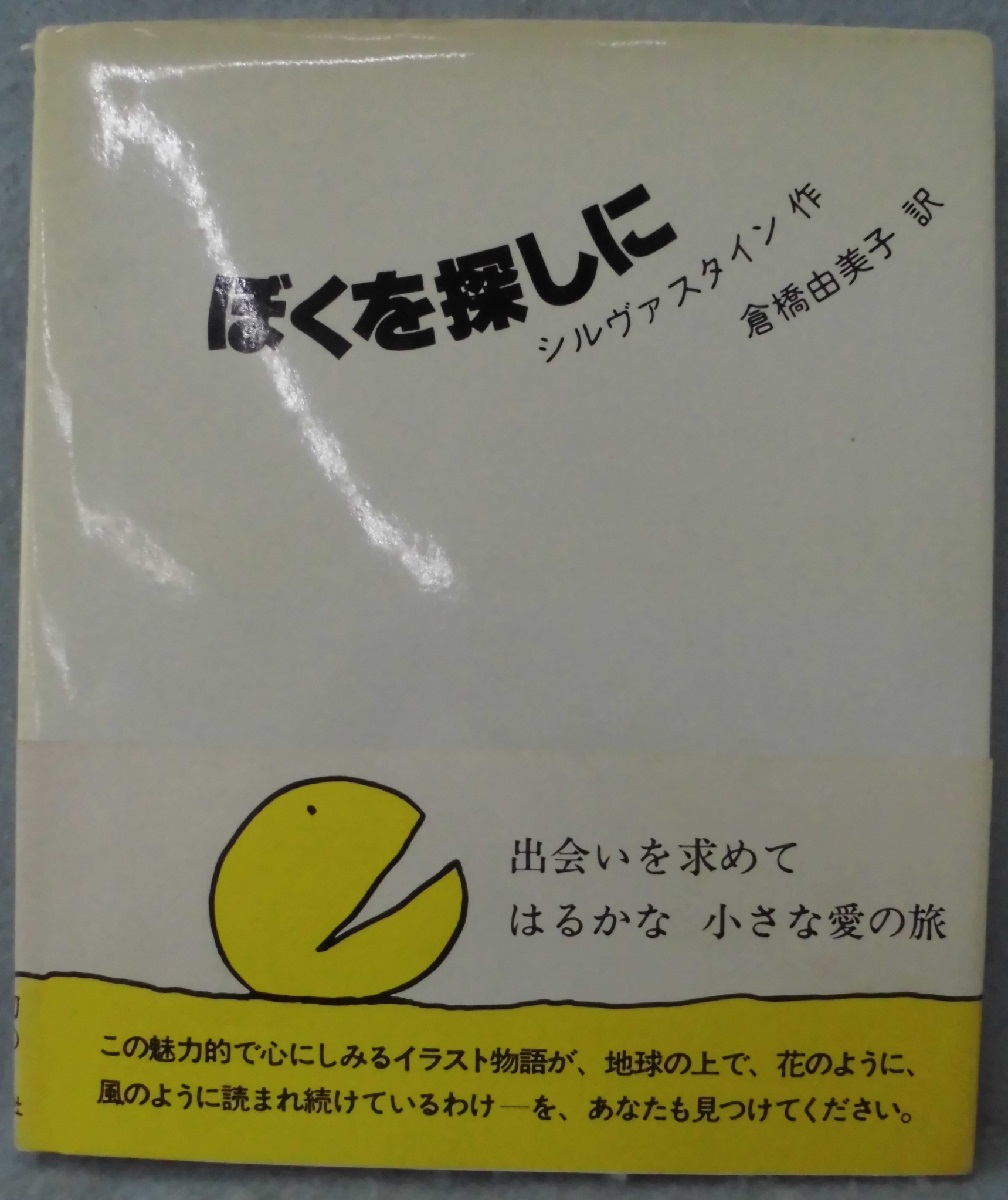 ぼくを探しに
シルヴァスタイン 作
倉橋由美子 訳
出会いを求めて
はるかな 小さな愛の旅
この魅力的で心にしみるイラスト物語が、地球の上で、花のように、
風のように読まれ続けているわけ──を、あなたも見つけてください。